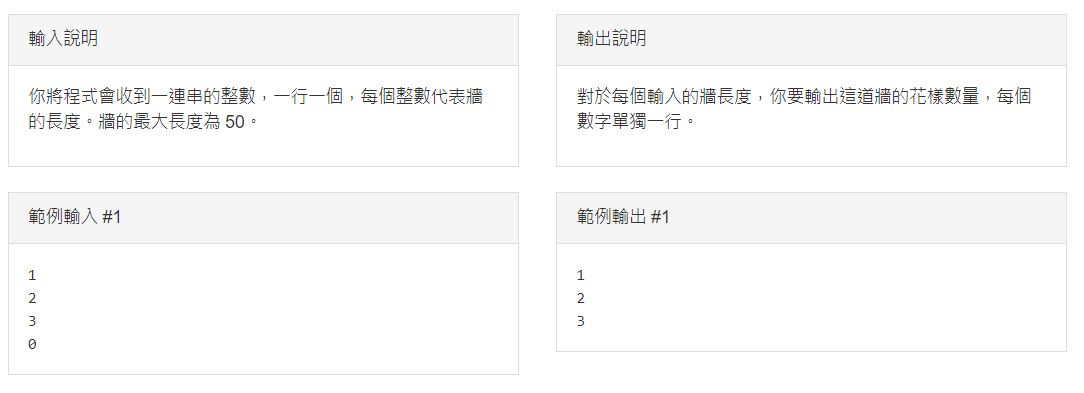 輸入說明
你將程式會收到一連串的整數，一行一個，每個整數代表牆
的長度。牆的最大長度為 50。
輸出說明
對於每個輸入的牆長度，你要輸出這道牆的花樣數量，每個
數字單獨一行。
範例輸入 #1
1
2
3
0
範例輸出 #1
1
2
3